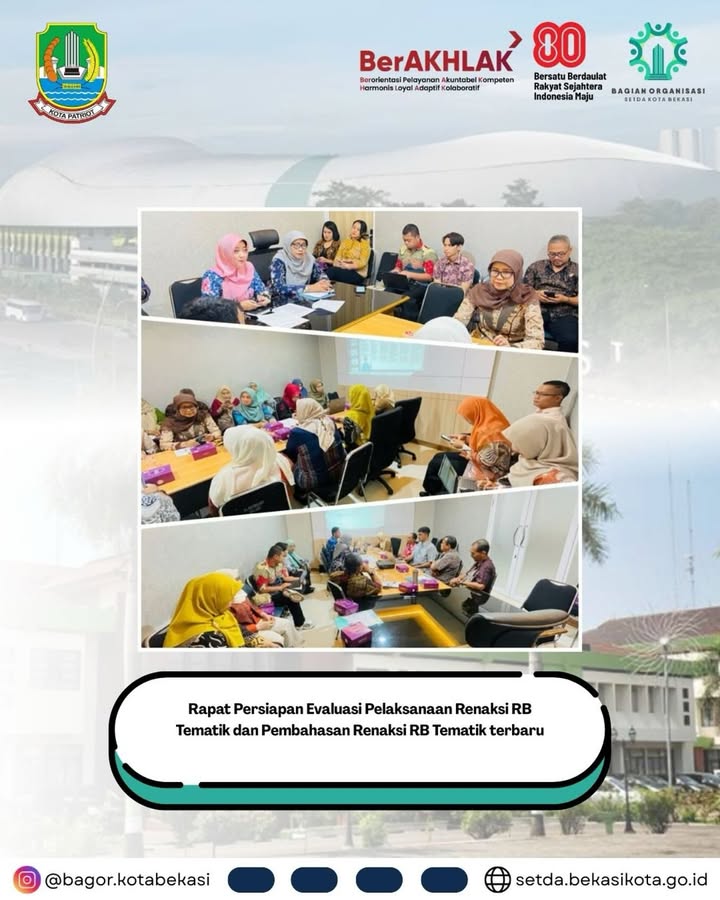 KOTA PATRIOT
BerAKHLAK
Berorientasi Pelayanan Akuntabel Kompeten
Harmonis Loyal Adaptif Kolaboratif
80
Bersatu Berdaulat
Rakyat Sejahtera
Indonesia Maju
BAGIAN ORGANISASI
SETDA KOTA BEKASI
Rapat Persiapan Evaluasi Pelaksanaan Renaksi RB
Tematik dan Pembahasan Renaksi RB Tematik terbaru
@bagor.kotabekasi
setda.bekasikota.go.id